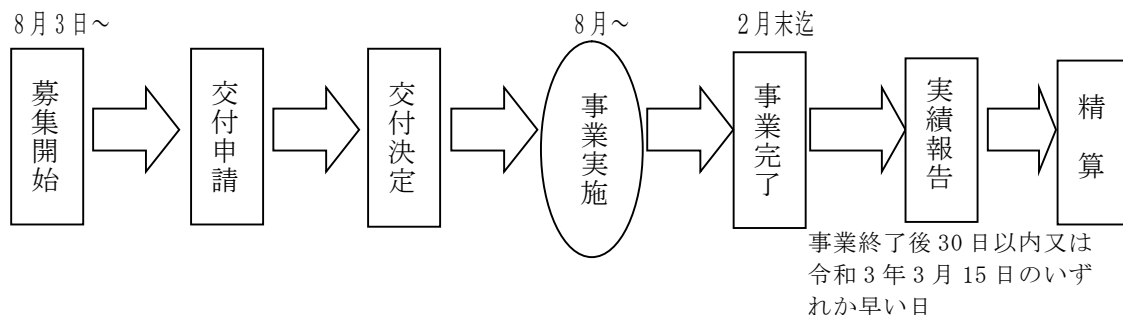 8月3日～
8月～
2月末迄
募集開始
交付申請
交付決定
事業実施
事業完了
実績報告
精算
事業終了後30日以内又は
令和3年3月15日のいず
れか早い日